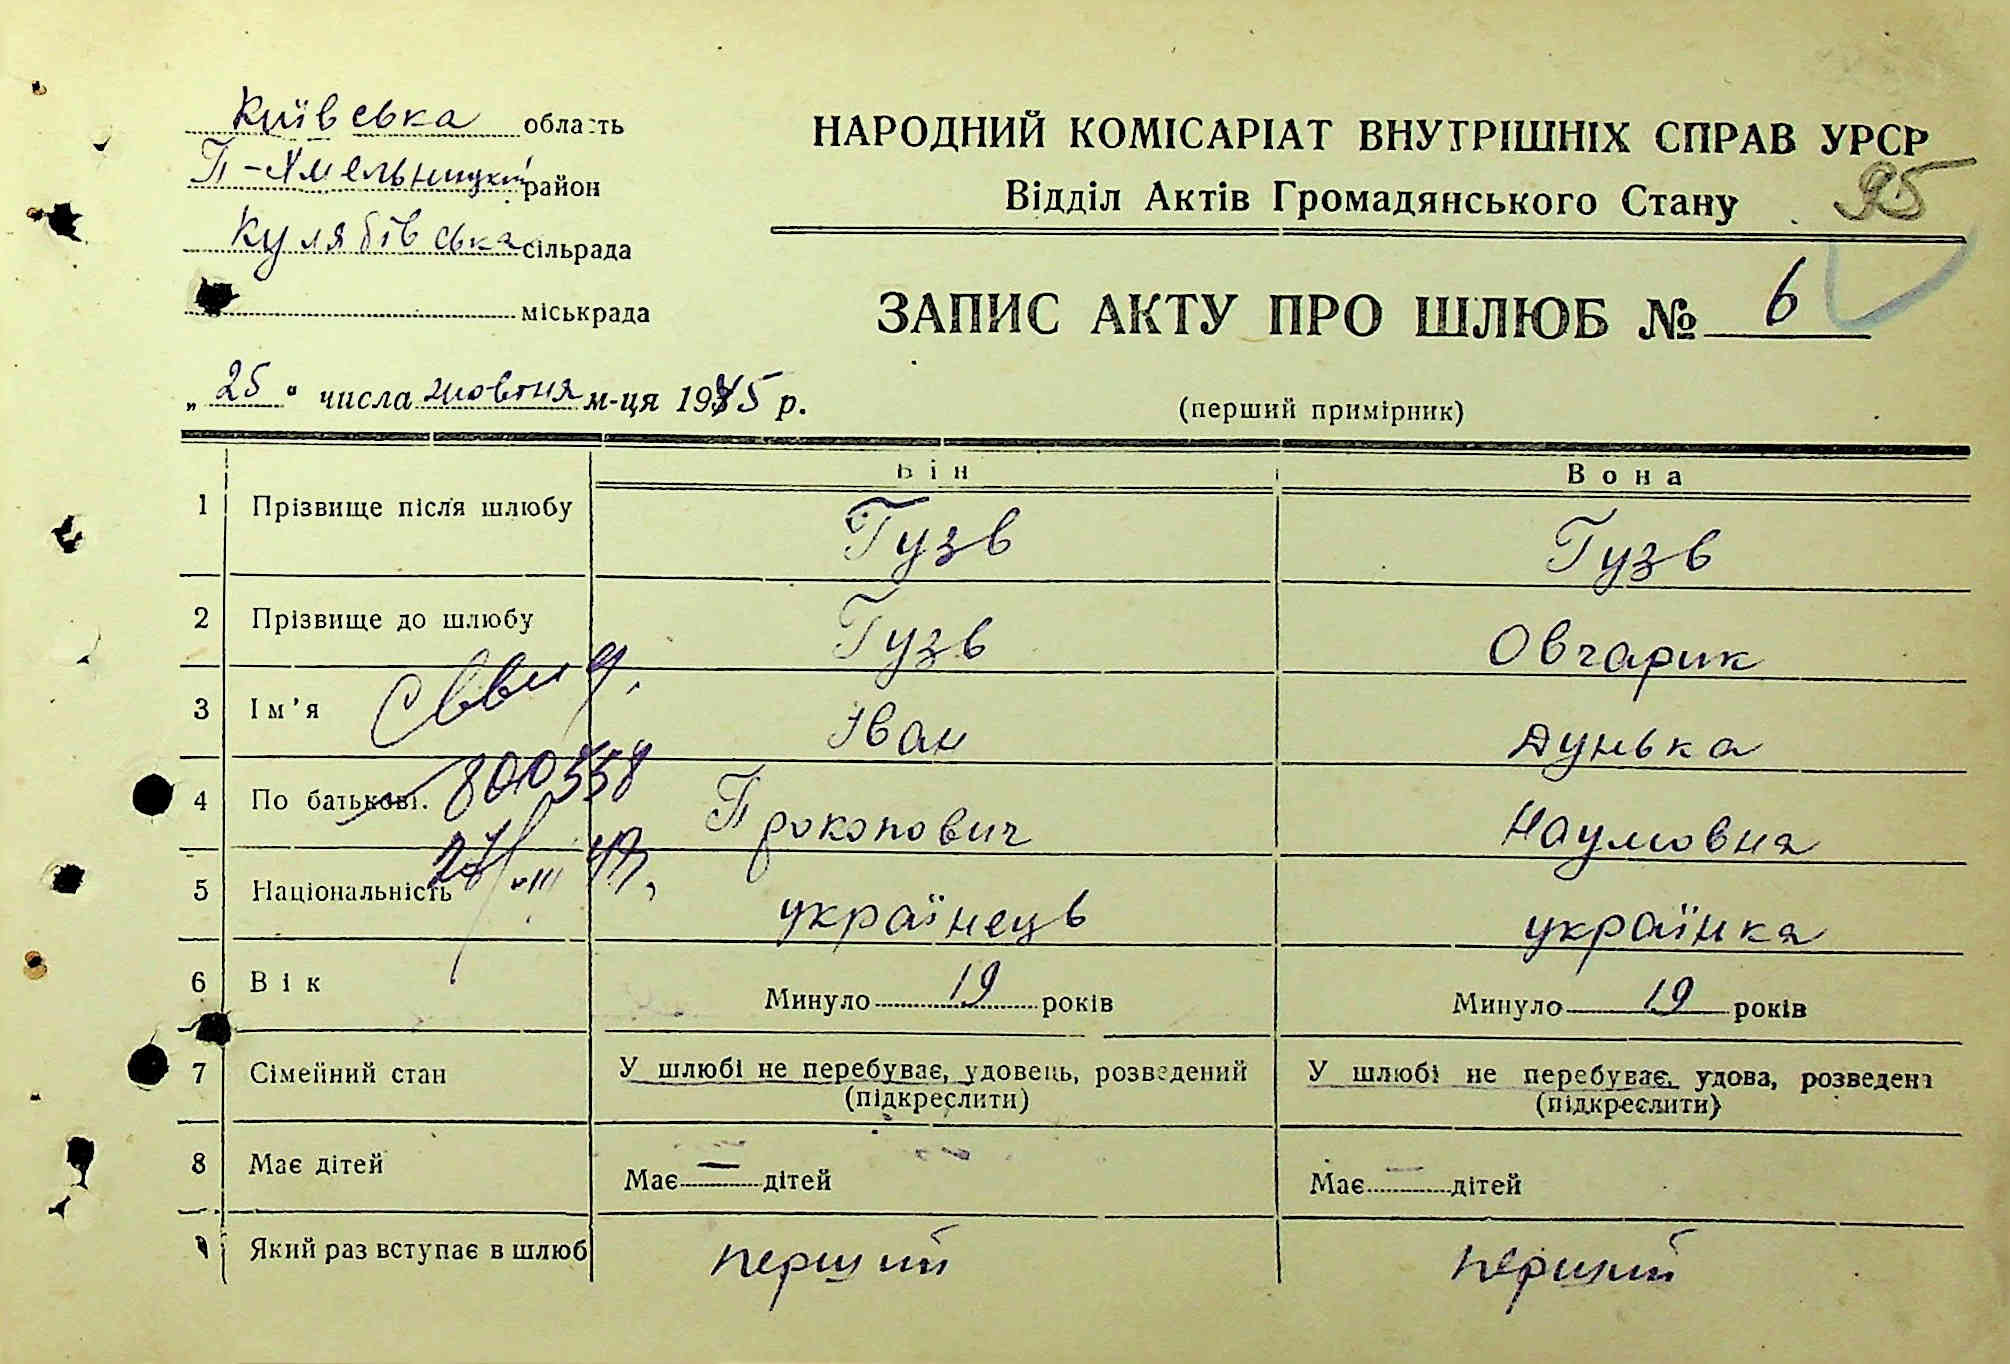 Київська область
П-Хмельницький район
Кулябівська сільрада
міськрада
НАРОДНИЙ КОМІСАРІАТ ВНУТРІШНІХ СПРАВ УРСР
Відділ Актів Громадянського Стану
95
ЗАПИС АКТУ ПРО ШЛЮБ № 6
„25" числа жовтня м-ця 1945 р.
(перший примірник)
Він Вона
1 Прізвище після шлюбу Гузв Гузв
2 Прізвище до шлюбу Гузв Овчарик
3 Ім'я Іван Дунька
4 По батькові. Прокопович Наумовна
800558
5 Національність українець українка
6 Вік Минуло 19 років Минуло 19 років
7 Сімейний стан У шлюбі не перебуває, удовець, розведений У шлюбі не перебуває, удова, розведена
(підкреслити) (підкреслити)
8 Має дітей Має — дітей Має — дітей
9 Який раз вступає в шлюб перший перший